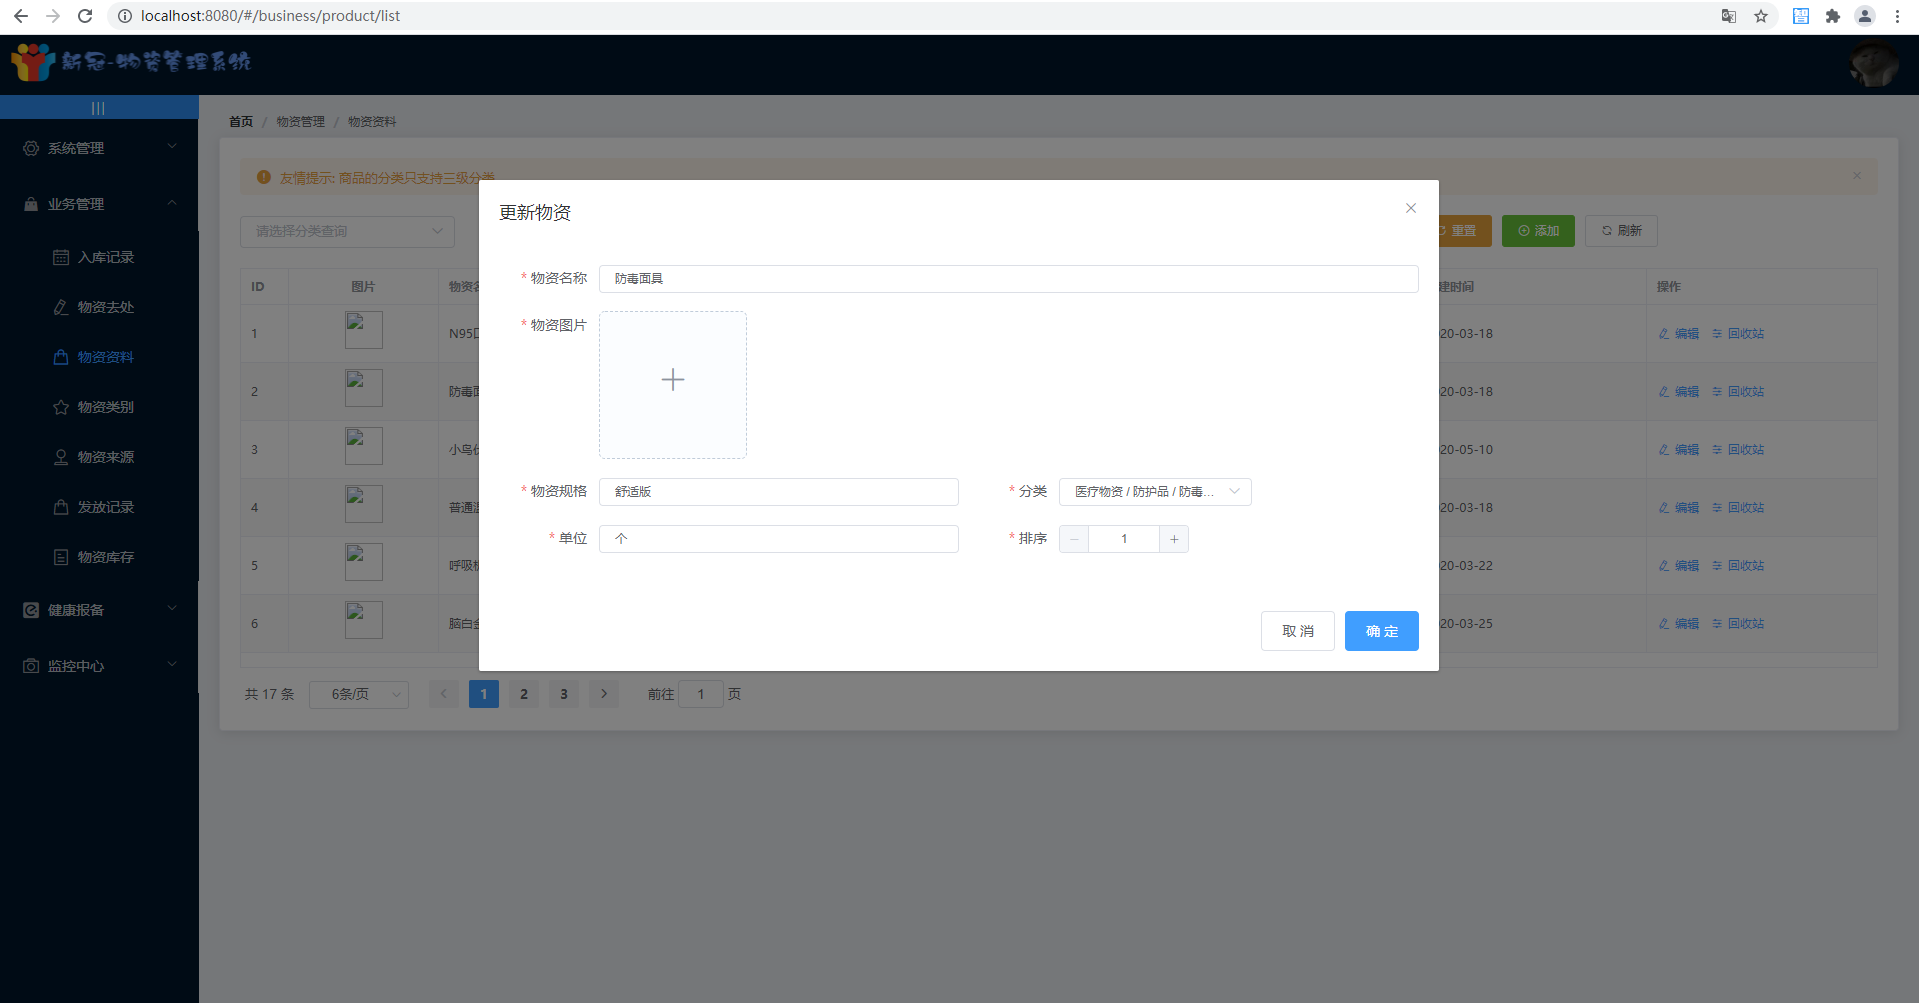 localhost:8080/#/business/product/list
新冠-物资管理系统
|||
首页 / 物资管理 / 物资资料
系统管理
业务管理
入库记录
物资去处
物资资料
物资类别
物资来源
发放记录
物资库存
健康报备
监控中心
友情提示: 商品的分类只支持三级分类
请选择分类查询
重置
添加
刷新
ID 图片 物资 建时间 操作
1 N95 20-03-18 编辑 回收站
2 防毒 20-03-18 编辑 回收站
3 小鸟 20-05-10 编辑 回收站
4 普通 20-03-18 编辑 回收站
5 呼吸 20-03-22 编辑 回收站
6 脑白 20-03-25 编辑 回收站
共 17 条 6条/页 1 2 3 前往 1 页
更新物资
* 物资名称 防毒面具
* 物资图片
* 物资规格 舒适版 * 分类 医疗物资 / 防护品 / 防毒...
* 单位 个 * 排序 − 1 +
取 消 确 定